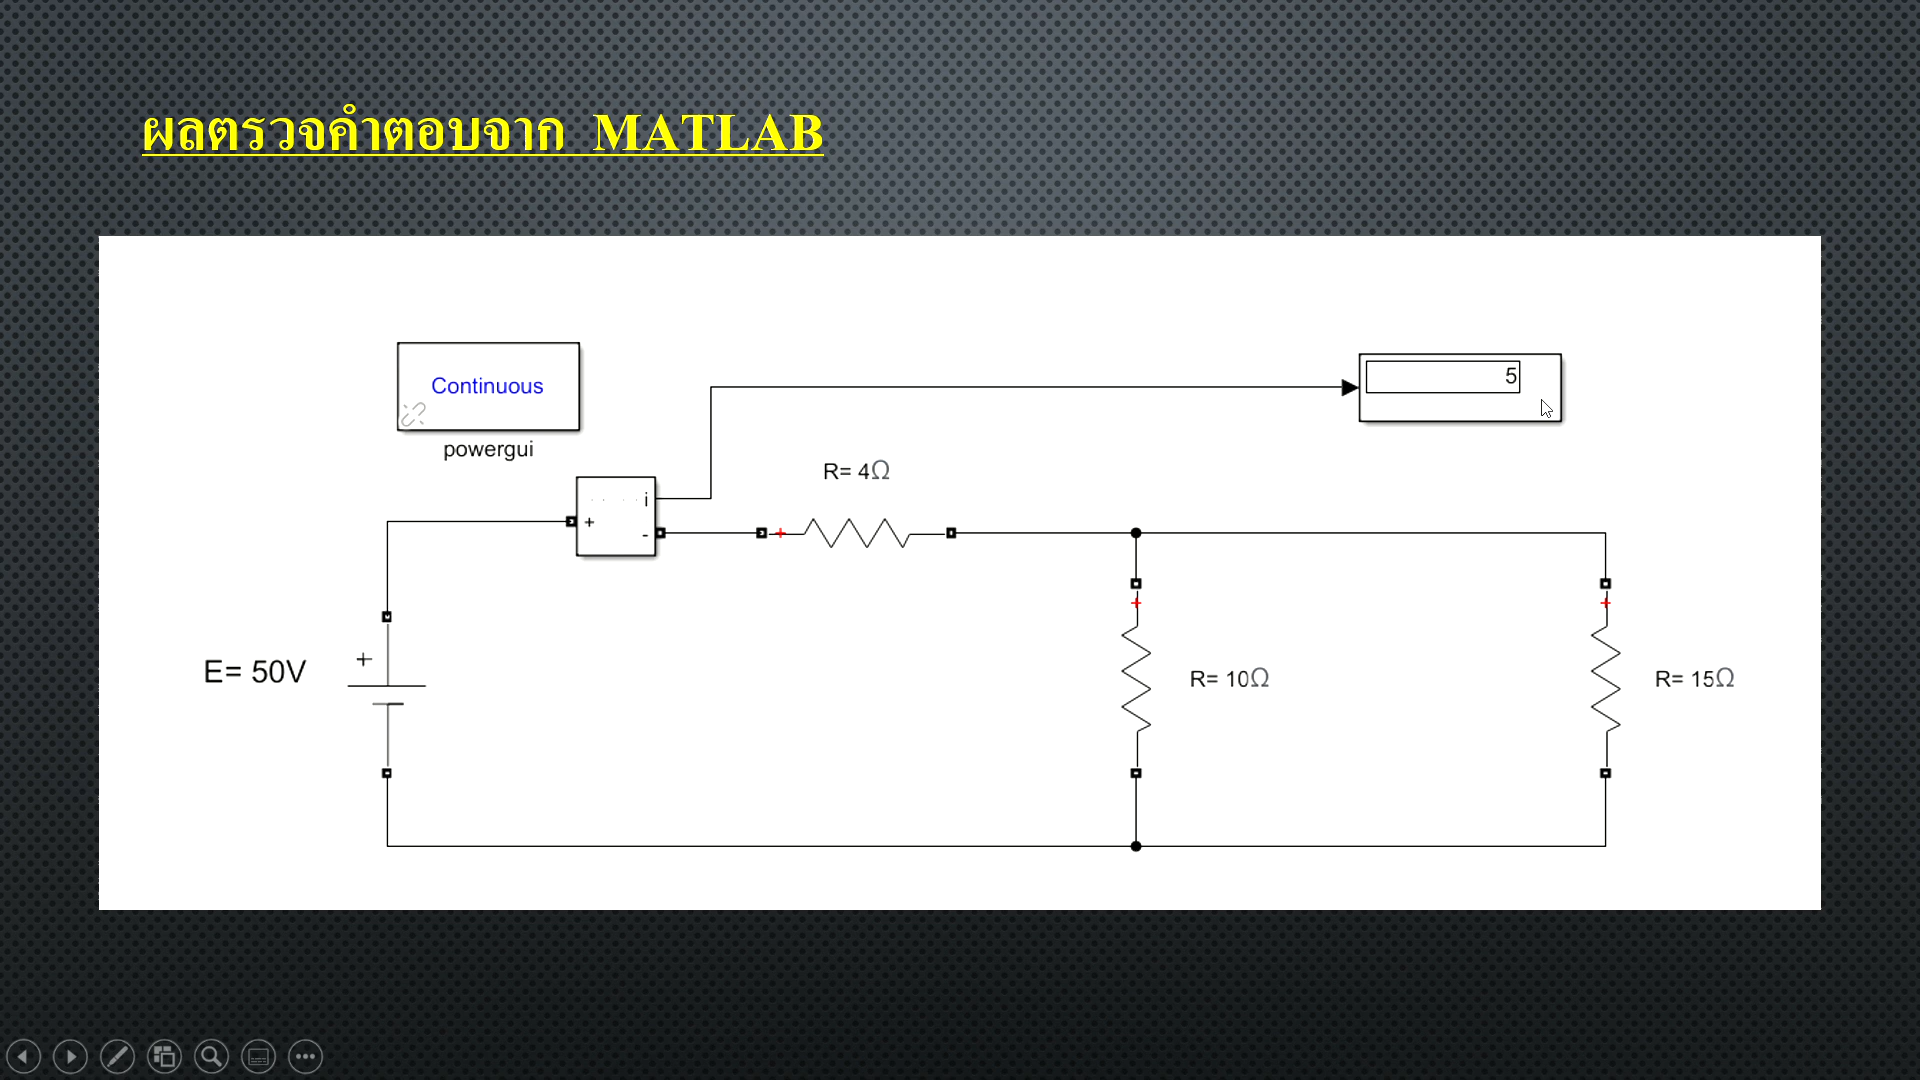 ผลตรวจคำตอบจาก MATLAB
Continuous
powergui
5
i
+
-
R= 4Ω
+
+
+
+
E= 50V
R= 10Ω
R= 15Ω